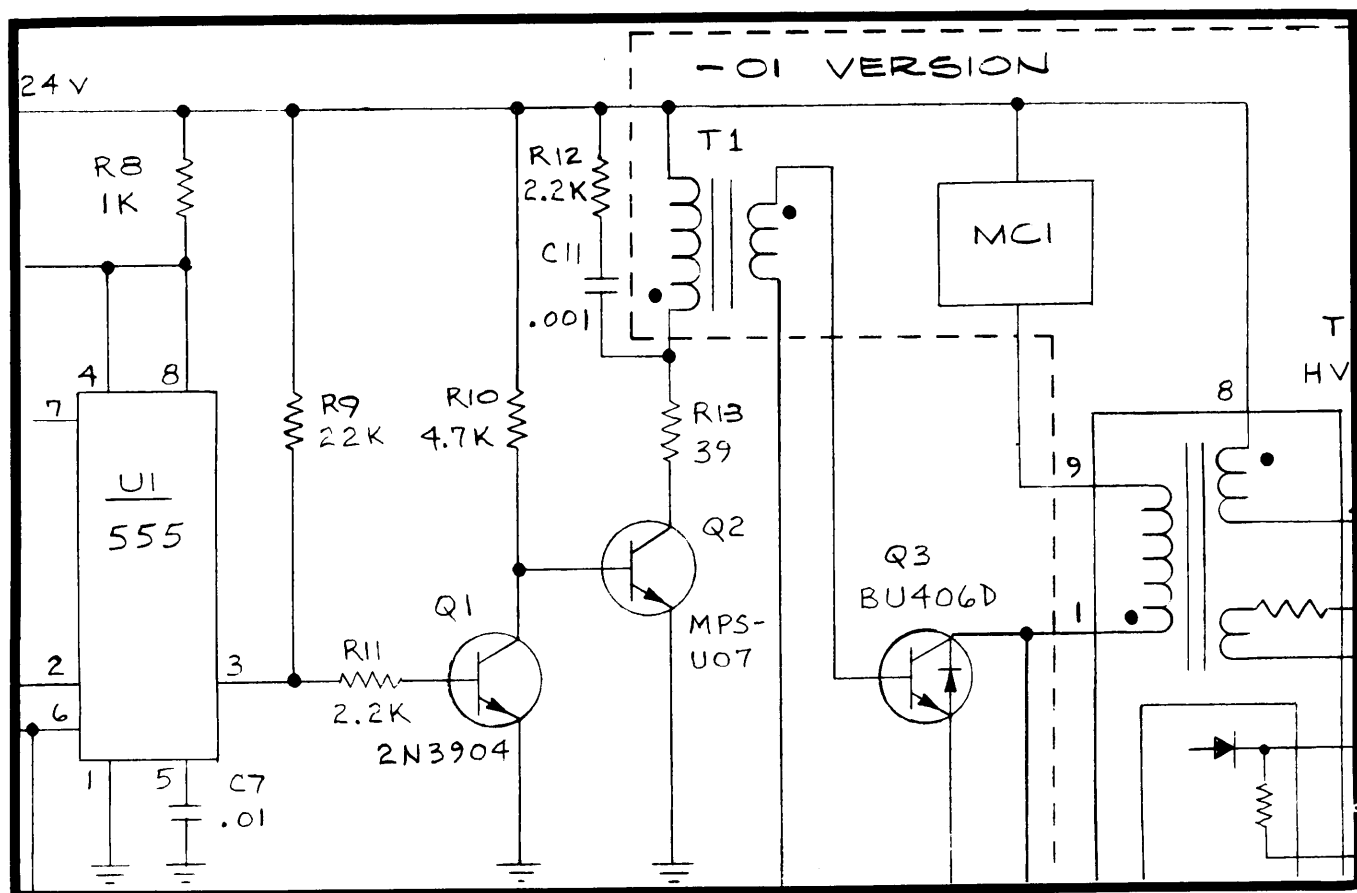 -01 VERSION
24V
T1
R12
2.2K
R8
1K
MC1
C11
.001
T
HV
4
8
8
7
R9
22K
R10
4.7K
R13
39
9
U1
555
Q2
Q3
BU406D
Q1
1
MPS-
U07
R11
2
3
6
2.2K
2N3904
1
5
C7
.01